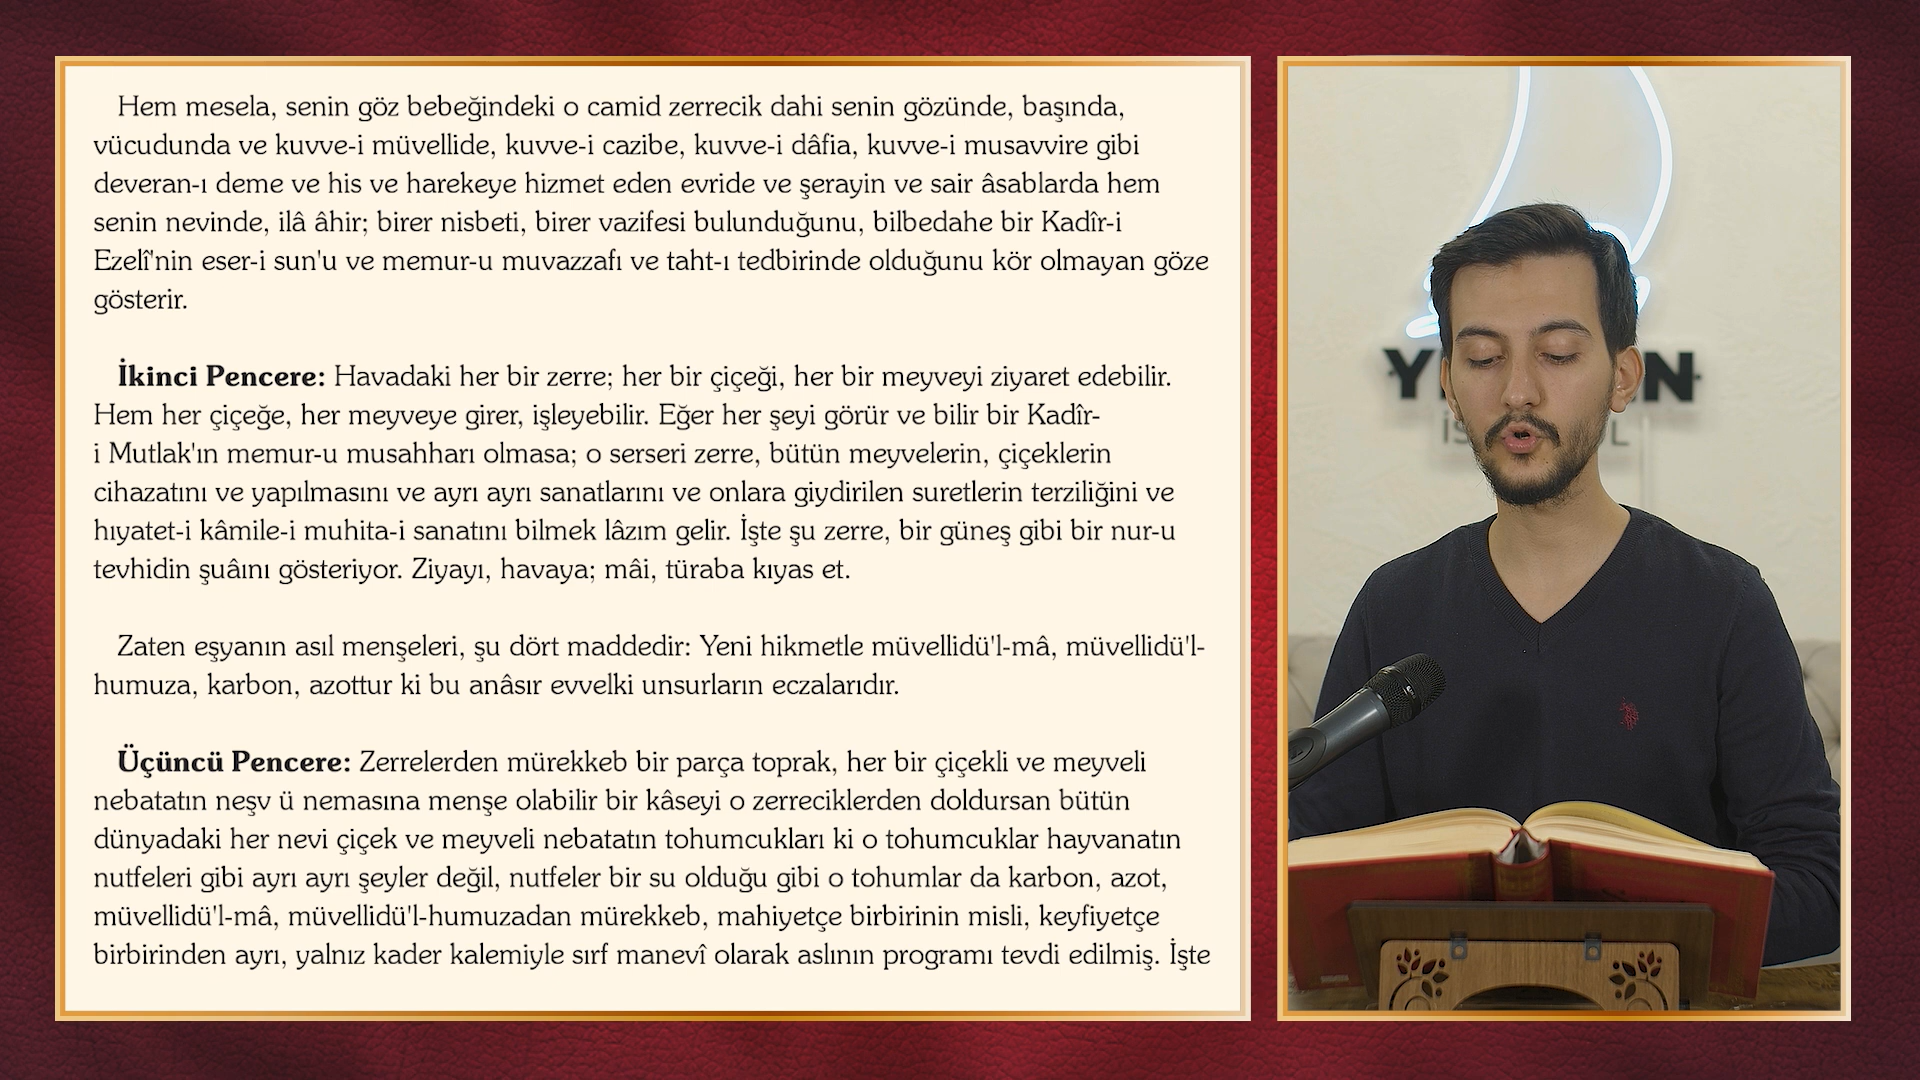 Hem mesela, senin göz bebeğindeki o camid zerrecik dahi senin gözünde, başında,
vücudunda ve kuvve-i müvellide, kuvve-i cazibe, kuvve-i dâfia, kuvve-i musavvire gibi
deveran-ı deme ve his ve harekeye hizmet eden evride ve şerayin ve sair âsablarda hem
senin nevinde, ilâ âhir; birer nisbeti, birer vazifesi bulunduğunu, bilbedahe bir Kadîr-i
Ezelî'nin eser-i sun'u ve memur-u muvazzafı ve taht-ı tedbirinde olduğunu kör olmayan göze
gösterir.
İkinci Pencere: Havadaki her bir zerre; her bir çiçeği, her bir meyveyi ziyaret edebilir.
Hem her çiçeğe, her meyveye girer, işleyebilir. Eğer her şeyi görür ve bilir bir Kadîr-
i Mutlak'ın memur-u musahharı olmasa; o serseri zerre, bütün meyvelerin, çiçeklerin
cihazatını ve yapılmasını ve ayrı ayrı sanatlarını ve onlara giydirilen suretlerin terziliğini ve
hıyatet-i kâmile-i muhita-i sanatını bilmek lâzım gelir. İşte şu zerre, bir güneş gibi bir nur-u
tevhidin şuâını gösteriyor. Ziyayı, havaya; mâi, türaba kıyas et.
Zaten eşyanın asıl menşeleri, şu dört maddedir: Yeni hikmetle müvellidü'l-mâ, müvellidü'l-
humuza, karbon, azottur ki bu anâsır evvelki unsurların eczalarıdır.
Üçüncü Pencere: Zerrelerden mürekkeb bir parça toprak, her bir çiçekli ve meyveli
nebatatın neşv ü nemasına menşe olabilir bir kâseyi o zerreciklerden doldursan bütün
dünyadaki her nevi çiçek ve meyveli nebatatın tohumcukları ki o tohumcuklar hayvanatın
nutfeleri gibi ayrı ayrı şeyler değil, nutfeler bir su olduğu gibi o tohumlar da karbon, azot,
müvellidü'l-mâ, müvellidü'l-humuzadan mürekkeb, mahiyetçe birbirinin misli, keyfiyetçe
birbirinden ayrı, yalnız kader kalemiyle sırf manevî olarak aslının programı tevdi edilmiş. İşte